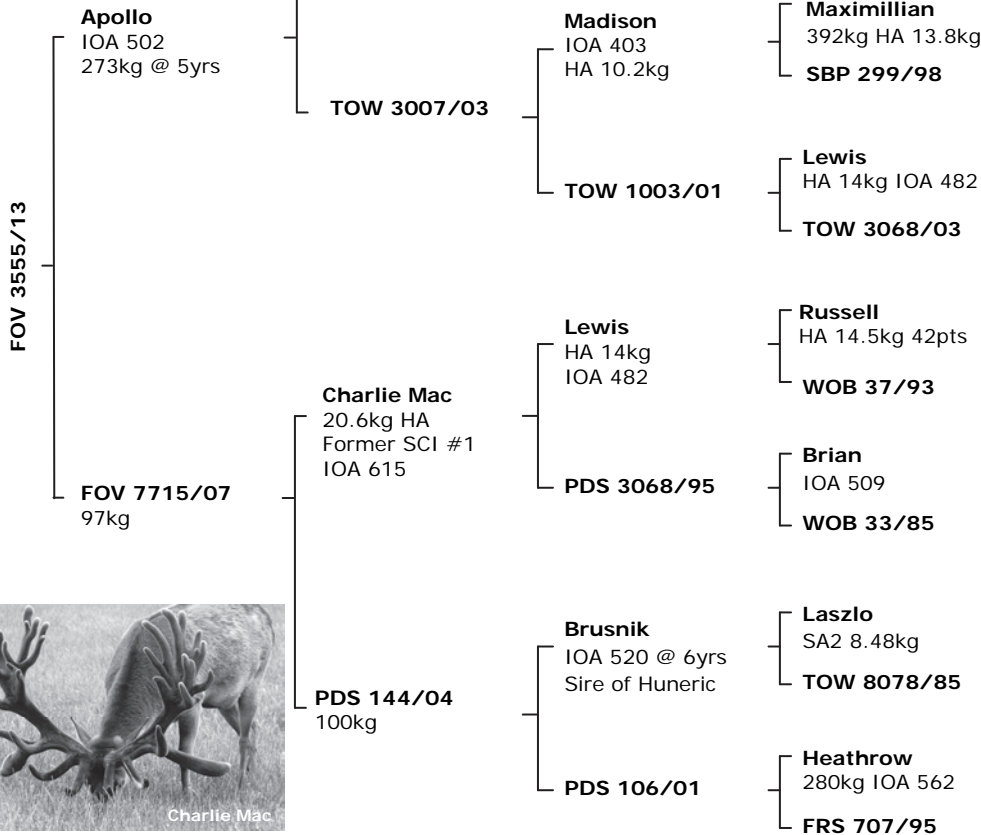 Apollo
IOA 502
273kg @ 5yrs
TOW 3007/03
Madison
IOA 403
HA 10.2kg
TOW 1003/01
Maximillian
392kg HA 13.8kg
SBP 299/98
Lewis
HA 14kg IOA 482
TOW 3068/03
FOV 3555/13
FOV 7715/07
97kg
Charlie Mac
20.6kg HA
Former SCI #1
IOA 615
PDS 144/04
100kg
Lewis
HA 14kg
IOA 482
PDS 3068/95
Brusnik
IOA 520 @ 6yrs
Sire of Huneric
PDS 106/01
Russell
HA 14.5kg 42pts
WOB 37/93
Brian
IOA 509
WOB 33/85
Laszlo
SA2 8.48kg
TOW 8078/85
Heathrow
280kg IOA 562
FRS 707/95
Charlie Mac